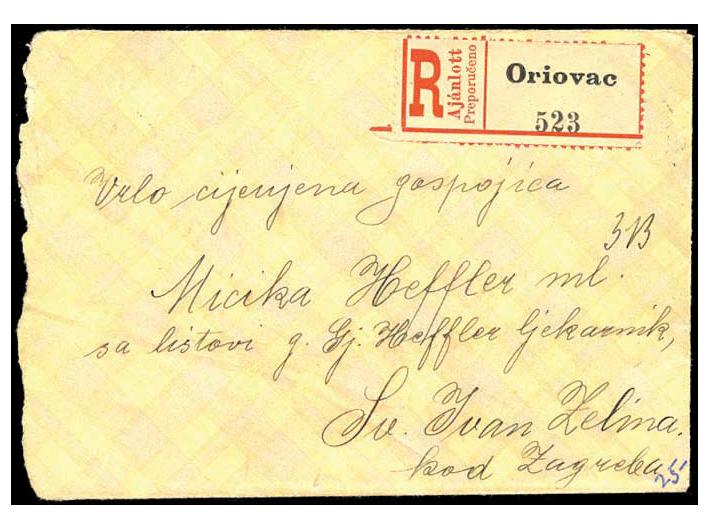 R
Ajánlott
Preporučeno
Oriovac
523
Vrlo cijenjena gospojica
Micika Heffler ml.
sa listovi g. Gj. Heffler ljekarnik,
Sv. Ivan Zelina.
kod Zagreba
25